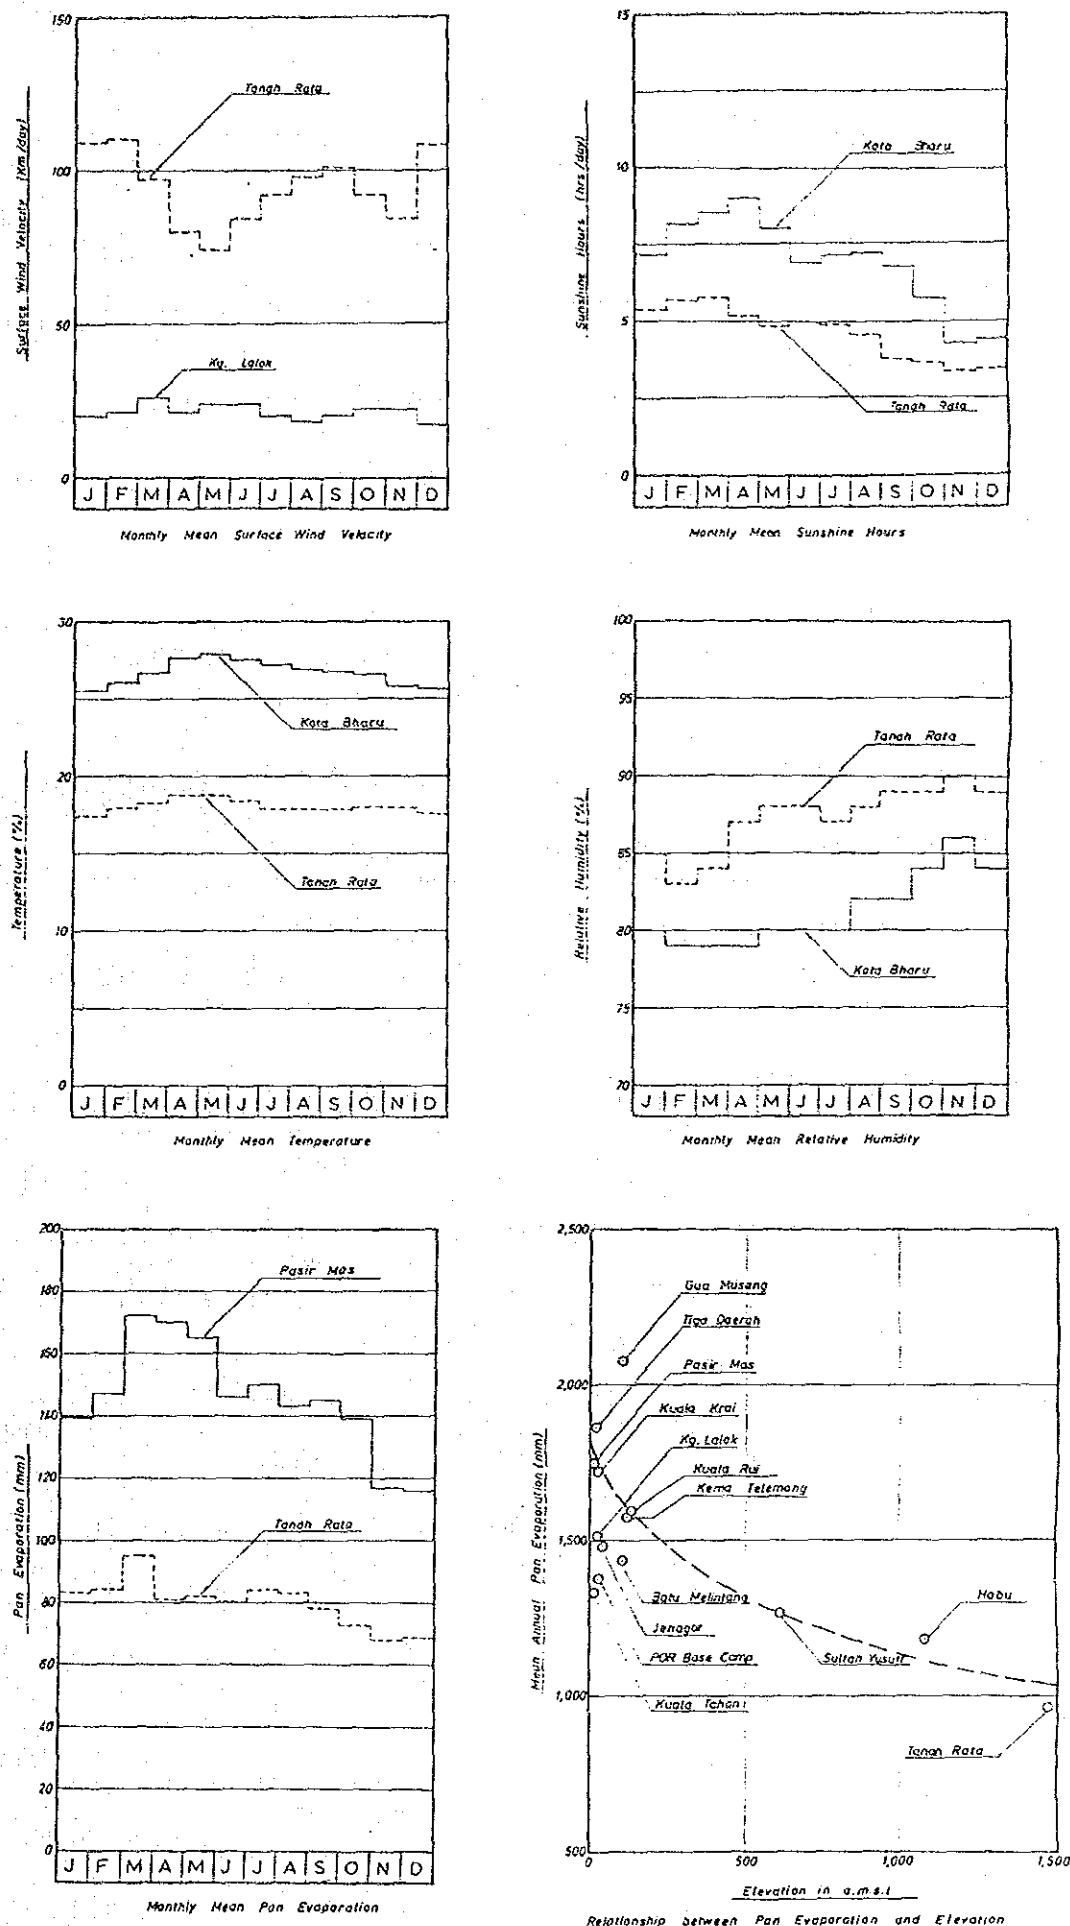 150
100
50
0
Surface Wind Velocity (Km/day)
Tanah Rata
Kg. Lalok
J F M A M J J A S O N D
Monthly Mean Surface Wind Velocity
15
10
5
0
Sunshine Hours (hrs/day)
Kota Bharu
Tanah Rata
J F M A M J J A S O N D
Monthly Mean Sunshine Hours
30
20
10
0
Temperature (%)
Kota Bharu
Tanah Rata
J F M A M J J A S O N D
Monthly Mean Temperature
100
95
90
85
80
75
70
Relative Humidity (%)
Tanah Rata
Kota Bharu
J F M A M J J A S O N D
Monthly Mean Relative Humidity
200
180
160
140
120
100
80
60
40
20
0
Pan Evaporation (mm)
Pasir Mas
Tanah Rata
J F M A M J J A S O N D
Monthly Mean Pan Evaporation
2,500
2,000
1,500
1,000
500
Mean Annual Pan Evaporation (mm)
Gua Musang
Tiga Daerah
Pasir Mas
Kuala Krai
Kg. Lalok
Kuala Rui
Kema Telemong
Batu Melintang
Jenagor
POR Base Camp
Kuala Tahan
Sultan Yusuff
Habu
Tanah Rata
0 500 1,000 1,500
Elevation in a.m.s.l
Relationship between Pan Evaporation and Elevation